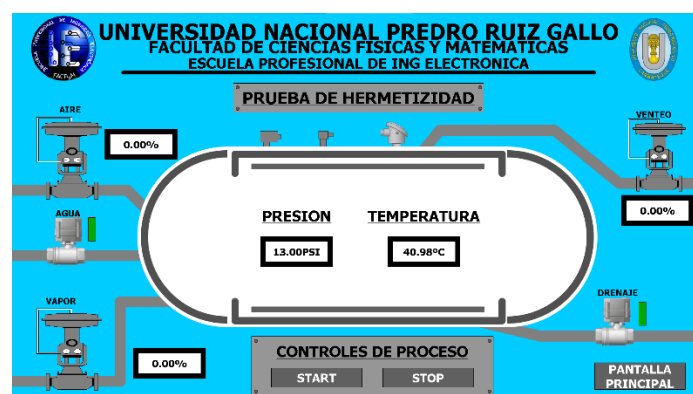 UNIVERSIDAD NACIONAL PREDRO RUIZ GALLO
FACULTAD DE CIENCIAS FISICAS Y MATEMATICAS
ESCUELA PROFESIONAL DE ING ELECTRONICA
PRUEBA DE HERMETIZIDAD
AIRE
0.00%
VENTEO
0.00%
AGUA
PRESION
TEMPERATURA
13.00PSI
40.98ºC
VAPOR
0.00%
DRENAJE
CONTROLES DE PROCESO
START
STOP
PANTALLA
PRINCIPAL